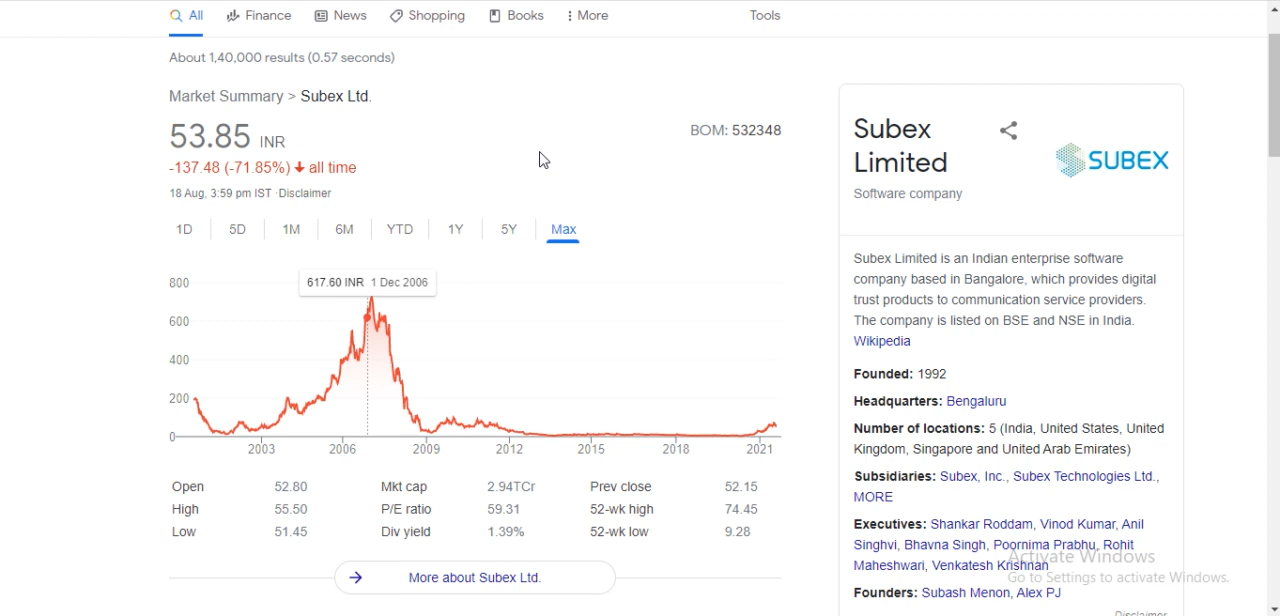 All Finance News Shopping Books More Tools
About 1,40,000 results (0.57 seconds)
Market Summary > Subex Ltd.
53.85 INR
BOM: 532348
-137.48 (-71.85%) all time
18 Aug, 3:59 pm IST · Disclaimer
1D 5D 1M 6M YTD 1Y 5Y Max
617.60 INR 1 Dec 2006
800
600
400
200
0
2003 2006 2009 2012 2015 2018 2021
Open 52.80 Mkt cap 2.94TCr Prev close 52.15
High 55.50 P/E ratio 59.31 52-wk high 74.45
Low 51.45 Div yield 1.39% 52-wk low 9.28
More about Subex Ltd.
Subex
Limited
SUBEX
Software company
Subex Limited is an Indian enterprise software
company based in Bangalore, which provides digital
trust products to communication service providers.
The company is listed on BSE and NSE in India.
Wikipedia
Founded: 1992
Headquarters: Bengaluru
Number of locations: 5 (India, United States, United
Kingdom, Singapore and United Arab Emirates)
Subsidiaries: Subex, Inc., Subex Technologies Ltd.,
MORE
Executives: Shankar Roddam, Vinod Kumar, Anil
Singhvi, Bhavna Singh, Poornima Prabhu, Rohit
Maheshwari, Venkatesh Krishnan
Activate Windows
Go to Settings to activate Windows.
Founders: Subash Menon, Alex PJ
Disclaimer